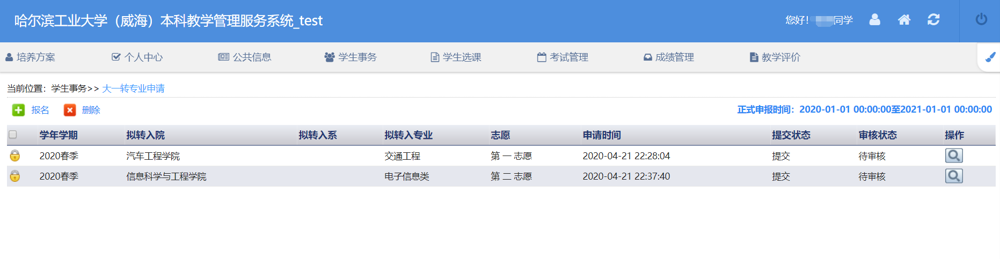 哈尔滨工业大学（威海）本科教学管理服务系统_test
您好！ 同学
培养方案 个人中心 公共信息 学生事务 学生选课 考试管理 成绩管理 教学评价
当前位置：学生事务>> 大一转专业申请
报名 删除 正式申报时间：2020-01-01 00:00:00至2021-01-01 00:00:00
学年学期 拟转入院 拟转入系 拟转入专业 志愿 申请时间 提交状态 审核状态 操作
2020春季 汽车工程学院 交通工程 第 一 志愿 2020-04-21 22:28:04 提交 待审核
2020春季 信息科学与工程学院 电子信息类 第 二 志愿 2020-04-21 22:37:40 提交 待审核